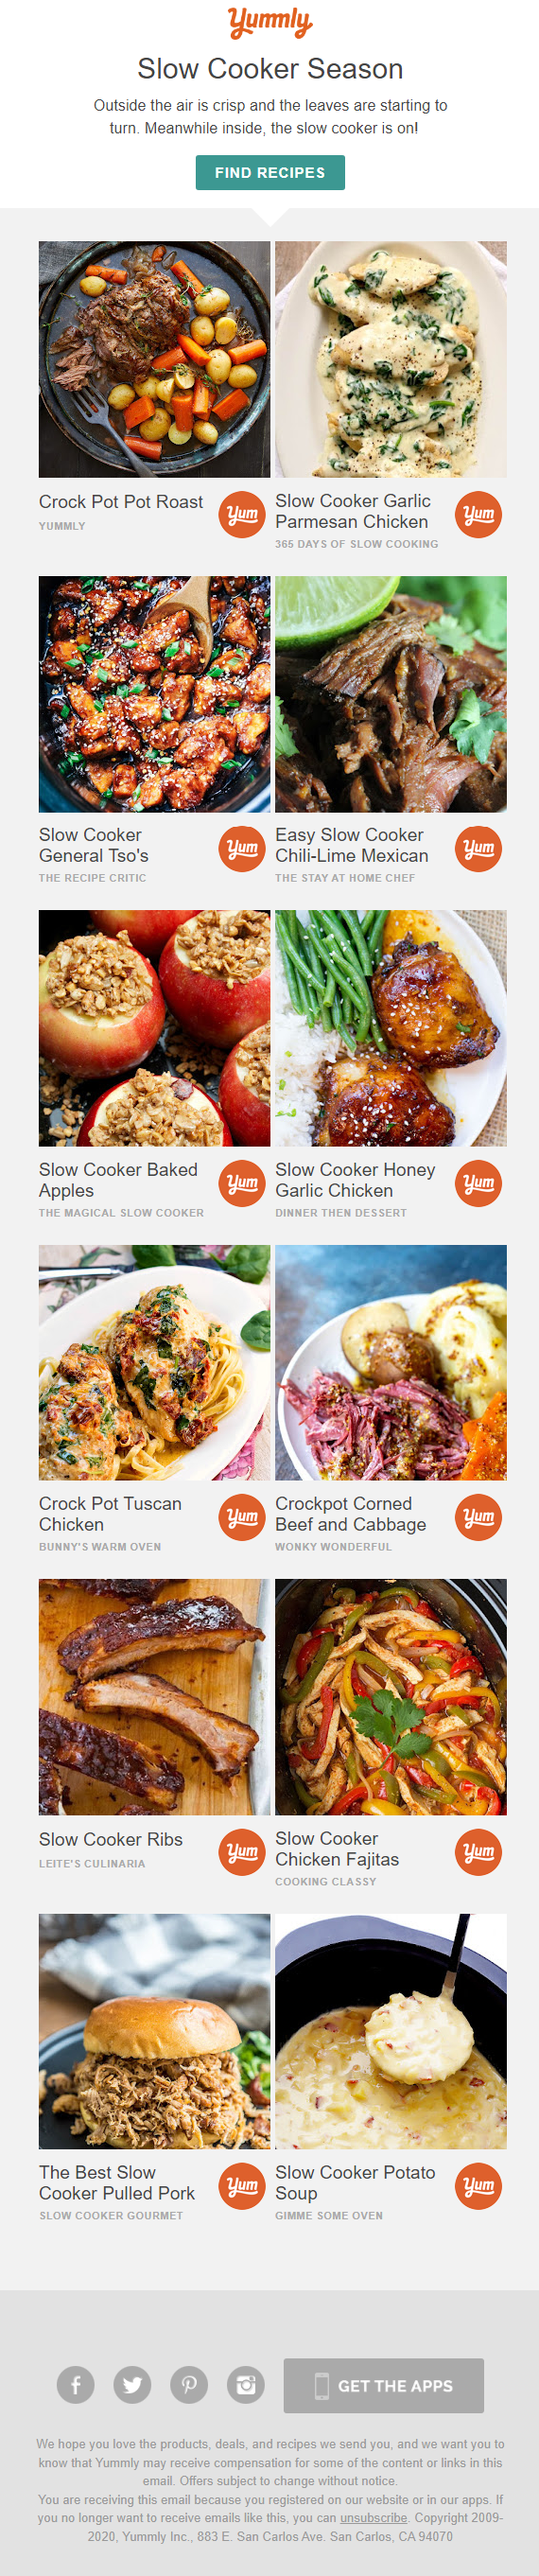 Yummly
Slow Cooker Season
Outside the air is crisp and the leaves are starting to
turn. Meanwhile inside, the slow cooker is on!
FIND RECIPES
Crock Pot Pot Roast
YUMMLY
Yum
Slow Cooker Garlic
Parmesan Chicken
365 DAYS OF SLOW COOKING
Yum
Slow Cooker
General Tso's
THE RECIPE CRITIC
Yum
Easy Slow Cooker
Chili-Lime Mexican
THE STAY AT HOME CHEF
Yum
Slow Cooker Baked
Apples
THE MAGICAL SLOW COOKER
Yum
Slow Cooker Honey
Garlic Chicken
DINNER THEN DESSERT
Yum
Crock Pot Tuscan
Chicken
BUNNY'S WARM OVEN
Yum
Crockpot Corned
Beef and Cabbage
WONKY WONDERFUL
Yum
Slow Cooker Ribs
LEITE'S CULINARIA
Yum
Slow Cooker
Chicken Fajitas
COOKING CLASSY
Yum
The Best Slow
Cooker Pulled Pork
SLOW COOKER GOURMET
Yum
Slow Cooker Potato
Soup
GIMME SOME OVEN
Yum
GET THE APPS
We hope you love the products, deals, and recipes we send you, and we want you to
know that Yummly may receive compensation for some of the content or links in this
email. Offers subject to change without notice.
You are receiving this email because you registered on our website or in our apps. If
you no longer want to receive emails like this, you can unsubscribe. Copyright 2009-
2020, Yummly Inc., 883 E. San Carlos Ave. San Carlos, CA 94070